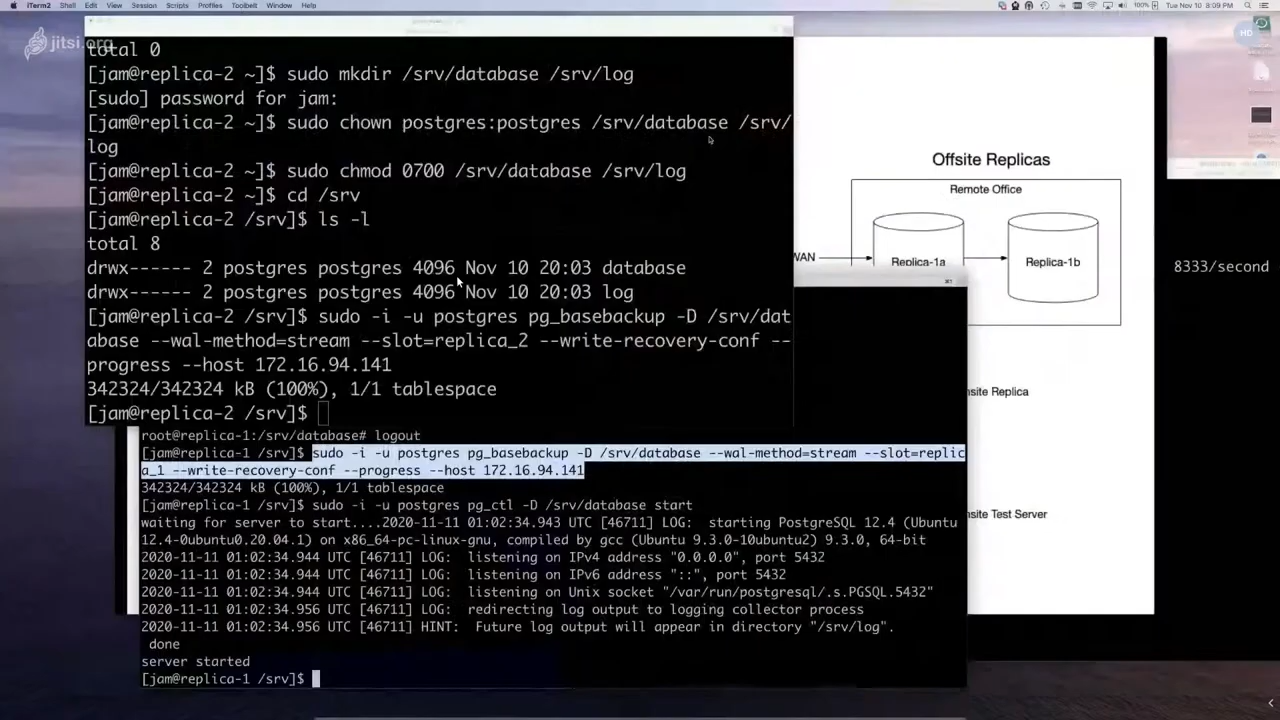 iTerm2 Shell Edit View Session Scripts Profiles Toolbelt Window Help
100% Tue Nov 10 8:09 PM
jitsi.org
HD
total 0
[jam@replica-2 ~]$ sudo mkdir /srv/database /srv/log
[sudo] password for jam:
[jam@replica-2 ~]$ sudo chown postgres:postgres /srv/database /srv/
log
[jam@replica-2 ~]$ sudo chmod 0700 /srv/database /srv/log
[jam@replica-2 ~]$ cd /srv
[jam@replica-2 /srv]$ ls -l
total 8
drwx------ 2 postgres postgres 4096 Nov 10 20:03 database
drwx------ 2 postgres postgres 4096 Nov 10 20:03 log
[jam@replica-2 /srv]$ sudo -i -u postgres pg_basebackup -D /srv/dat
abase --wal-method=stream --slot=replica_2 --write-recovery-conf --
progress --host 172.16.94.141
342324/342324 kB (100%), 1/1 tablespace
[jam@replica-2 /srv]$
Offsite Replicas
Remote Office
WAN
Replica-1a
Replica-1b
8333/second
nsite Replica
nsite Test Server
root@replica-1:/srv/database# logout
[jam@replica-1 /srv]$ sudo -i -u postgres pg_basebackup -D /srv/database --wal-method=stream --slot=replic
a_1 --write-recovery-conf --progress --host 172.16.94.141
342324/342324 kB (100%), 1/1 tablespace
[jam@replica-1 /srv]$ sudo -i -u postgres pg_ctl -D /srv/database start
waiting for server to start....2020-11-11 01:02:34.943 UTC [46711] LOG:  starting PostgreSQL 12.4 (Ubuntu
12.4-0ubuntu0.20.04.1) on x86_64-pc-linux-gnu, compiled by gcc (Ubuntu 9.3.0-10ubuntu2) 9.3.0, 64-bit
2020-11-11 01:02:34.944 UTC [46711] LOG:  listening on IPv4 address "0.0.0.0", port 5432
2020-11-11 01:02:34.944 UTC [46711] LOG:  listening on IPv6 address "::", port 5432
2020-11-11 01:02:34.944 UTC [46711] LOG:  listening on Unix socket "/var/run/postgresql/.s.PGSQL.5432"
2020-11-11 01:02:34.956 UTC [46711] LOG:  redirecting log output to logging collector process
2020-11-11 01:02:34.956 UTC [46711] HINT:  Future log output will appear in directory "/srv/log".
done
server started
[jam@replica-1 /srv]$